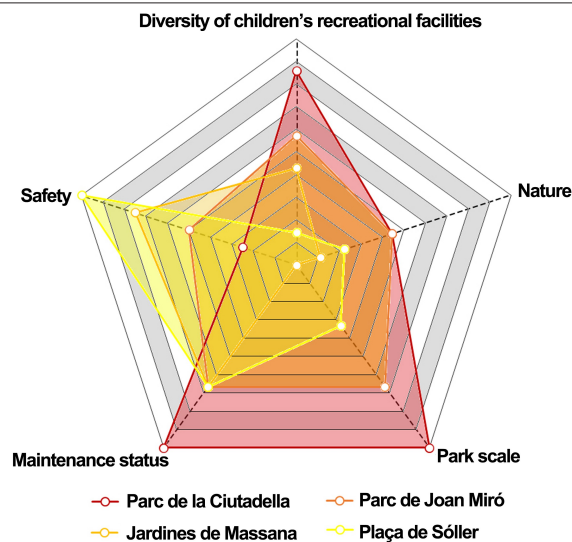 Diversity of children's recreational facilities
Safety
Nature
Maintenance status
Park scale
Parc de la Ciutadella
Parc de Joan Miró
Jardines de Massana
Plaça de Sóller